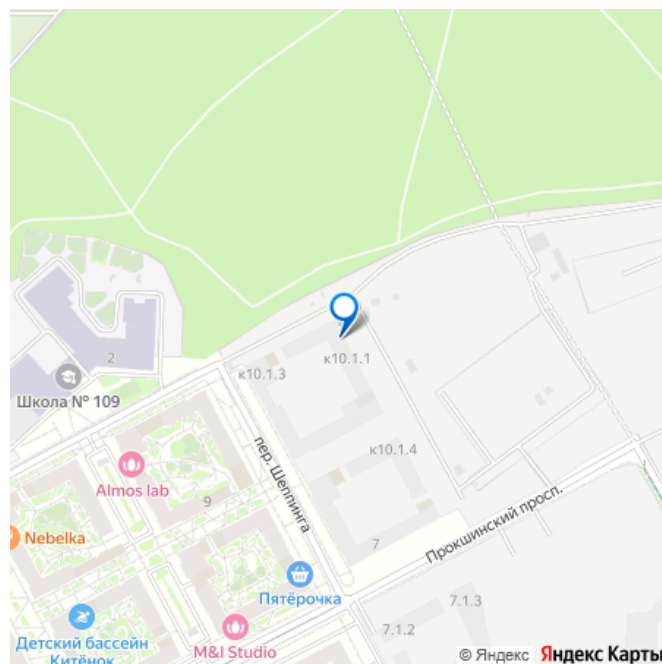 к10.1.1
к10.1.3
2
Школа № 109
пер. Шеппинга
к10.1.4
Almos lab
9
Прокшинский просп.
Nebelka
7
Пятёрочка
7.1.3
Детский бассейн
Китёнок
M&I Studio
7.1.2
© Яндекс Яндекс Карты